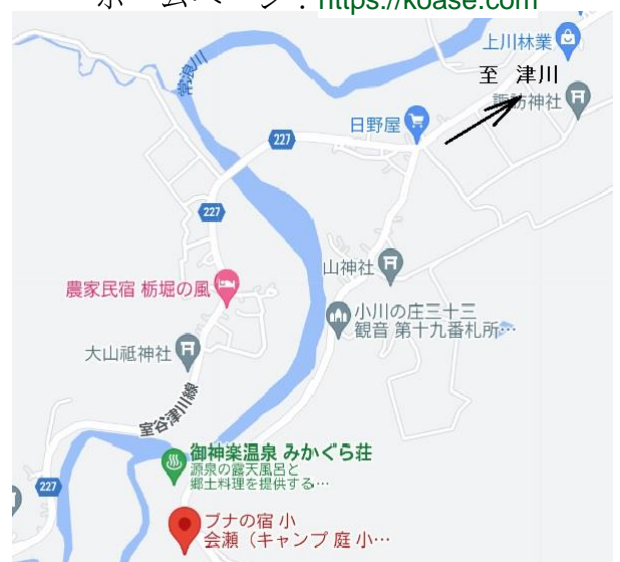 ホームページ：https://koase.com
上川林業
至 津川
諏訪神社
常浪川
日野屋
227
227
山神社
農家民宿 栃堀の風
小川の庄三十三
観音 第十九番札所…
大山祇神社
室谷津川線
御神楽温泉 みかぐら荘
源泉の露天風呂と
郷土料理を提供する…
227
ブナの宿 小
会瀬（キャンプ 庭 小…